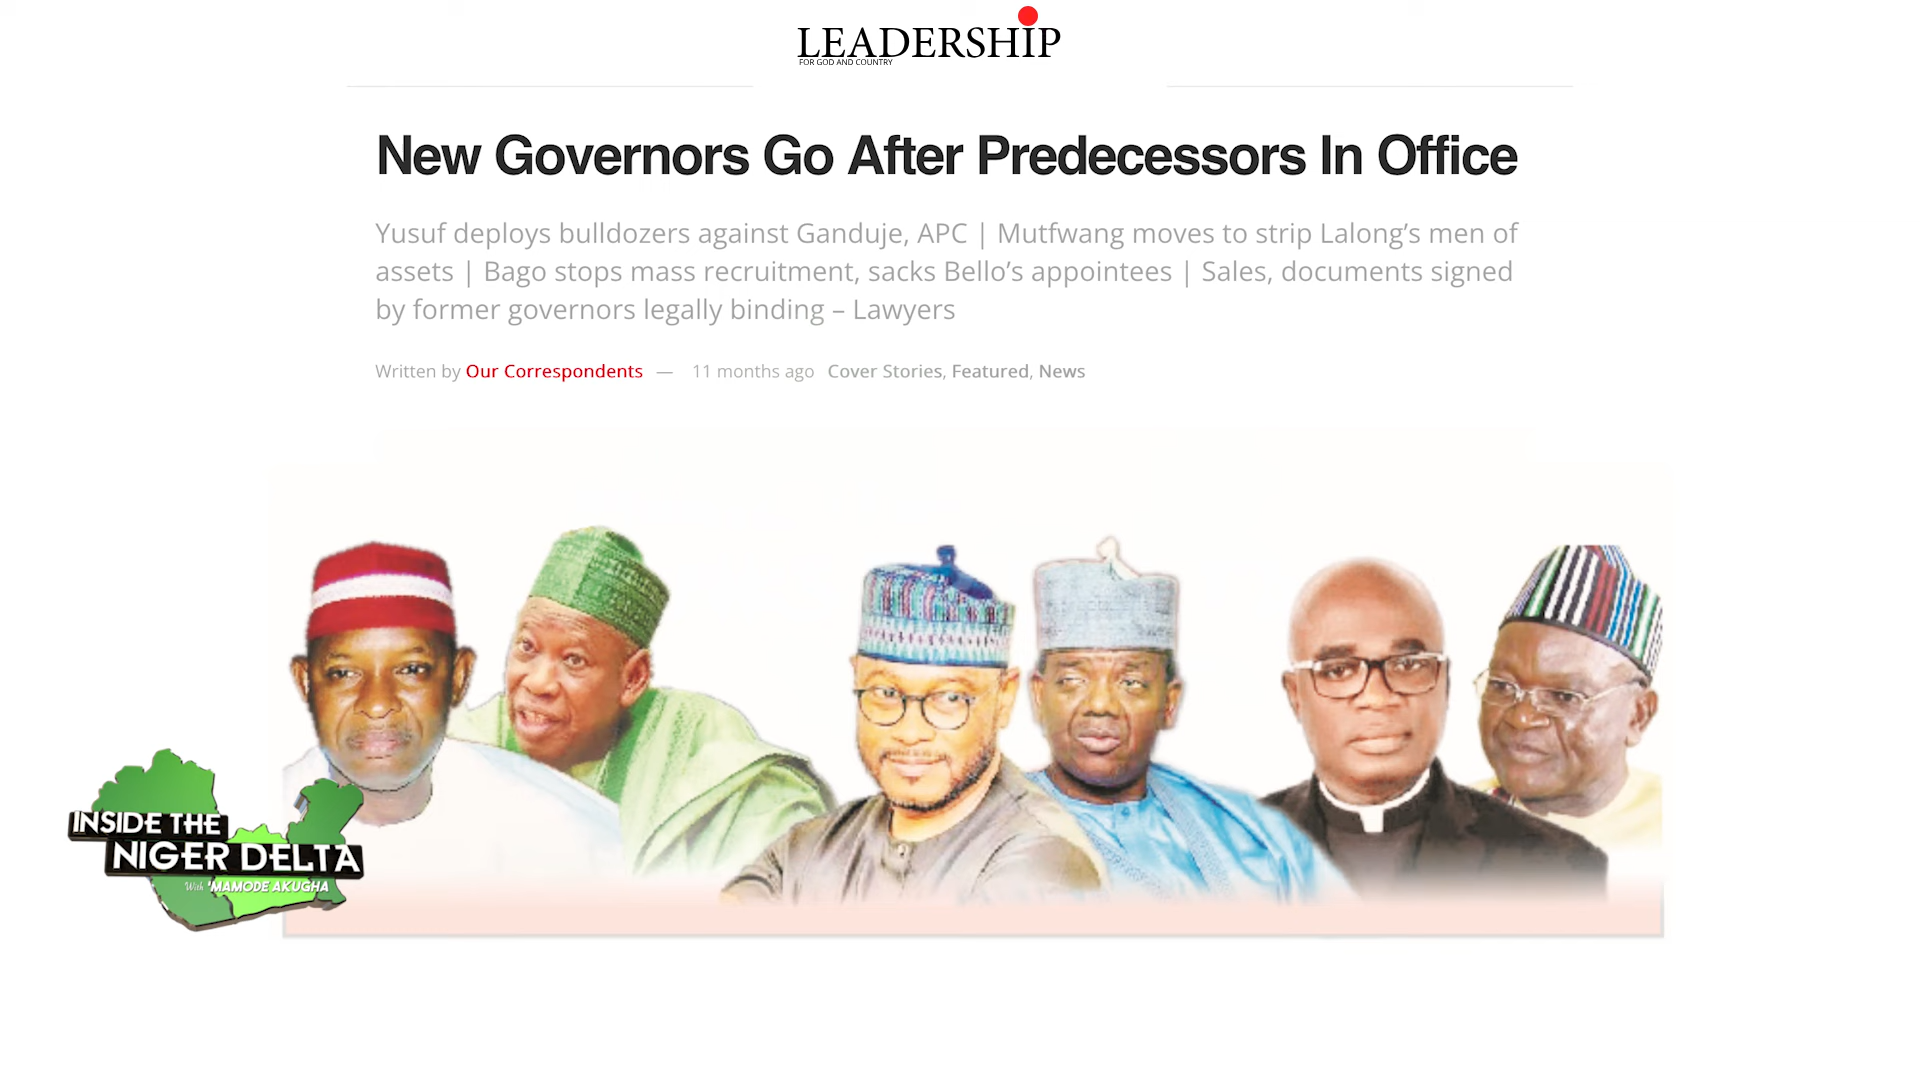 LEADERSHIP
FOR GOD AND COUNTRY
New Governors Go After Predecessors In Office
Yusuf deploys bulldozers against Ganduje, APC | Mutfwang moves to strip Lalong’s men of
assets | Bago stops mass recruitment, sacks Bello’s appointees | Sales, documents signed
by former governors legally binding – Lawyers
Written by Our Correspondents — 11 months ago Cover Stories, Featured, News
INSIDE THE
NIGER DELTA
With 'MAMODE AKUGHA